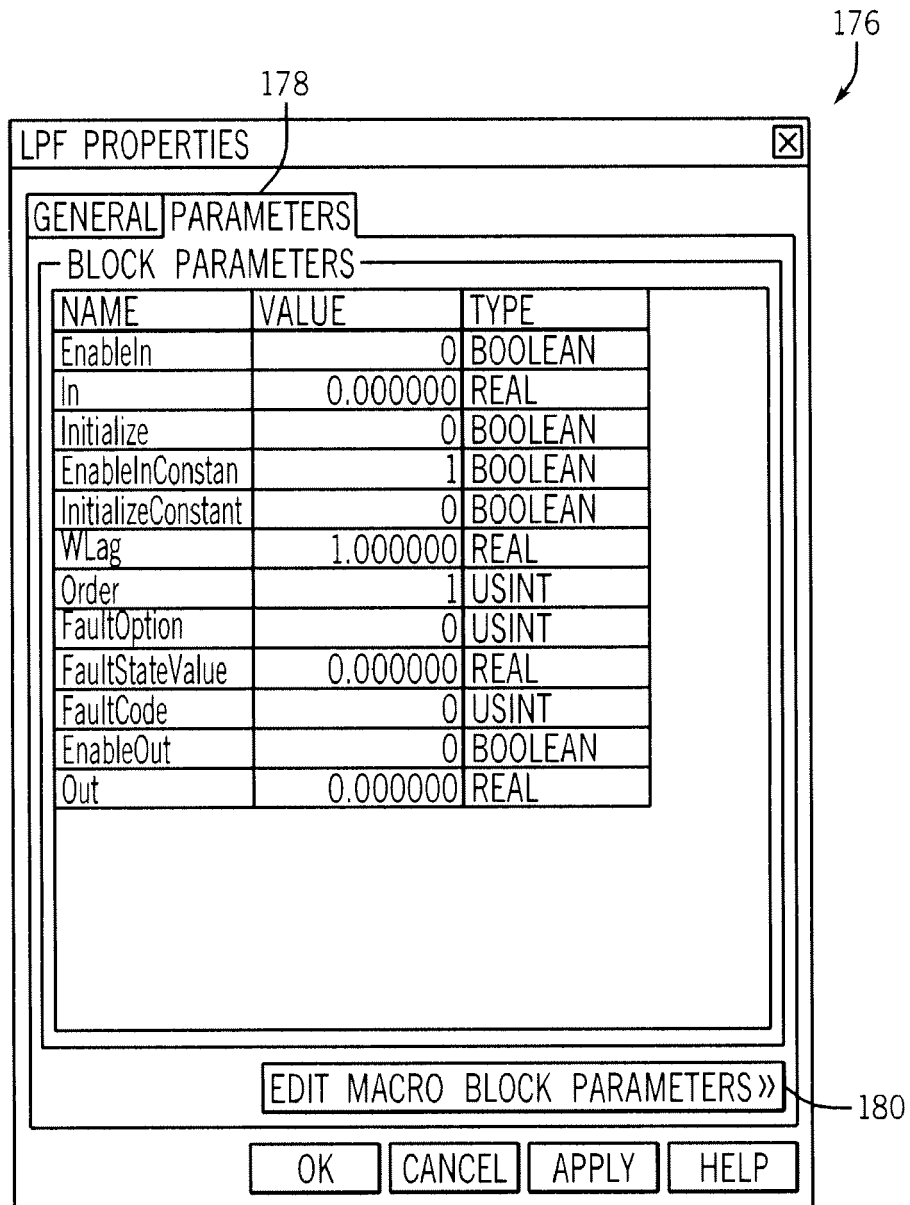 176
178
LPF PROPERTIES
GENERAL PARAMETERS
BLOCK PARAMETERS
NAME VALUE TYPE
EnableIn 0 BOOLEAN
In 0.000000 REAL
Initialize 0 BOOLEAN
EnableInConstan 1 BOOLEAN
InitializeConstant 0 BOOLEAN
WLag 1.000000 REAL
Order 1 USINT
FaultOption 0 USINT
FaultStateValue 0.000000 REAL
FaultCode 0 USINT
EnableOut 0 BOOLEAN
Out 0.000000 REAL
EDIT MACRO BLOCK PARAMETERS»
180
OK CANCEL APPLY HELP